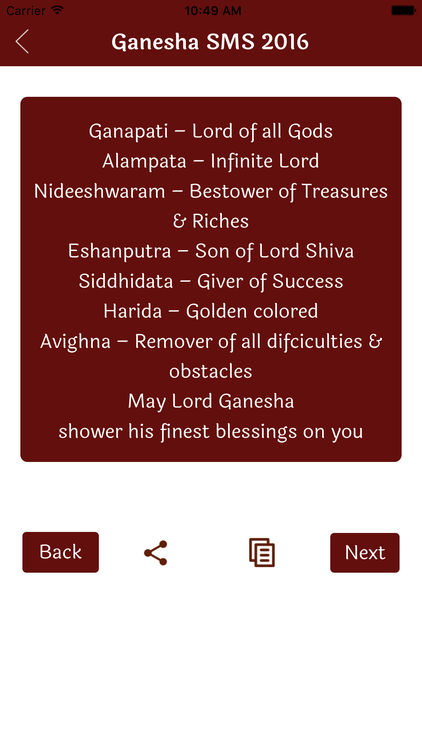 Carrier 10:49 AM
Ganesha SMS 2016
Ganapati – Lord of all Gods
Alampata – Infinite Lord
Nideeshwaram – Bestower of Treasures
& Riches
Eshanputra – Son of Lord Shiva
Siddhidata – Giver of Success
Harida – Golden colored
Avighna – Remover of all difciculties &
obstacles
May Lord Ganesha
shower his finest blessings on you
Back Next